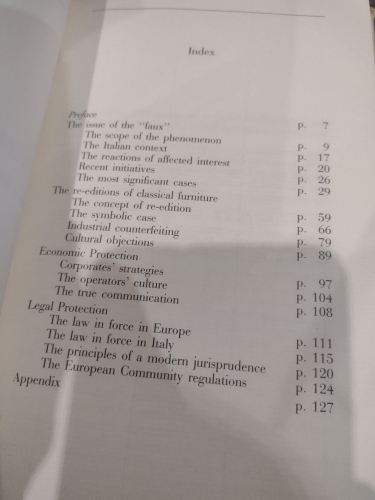 Index
Preface p. 7
The issue of the "faux"
The scope of the phenomenon p. 9
The Italian context p. 17
The reactions of affected interest p. 20
Recent initiatives p. 26
The most significant cases p. 29
The re-editions of classical furniture
The concept of re-edition p. 59
The symbolic case p. 66
Industrial counterfeiting p. 79
Cultural objections p. 89
Economic Protection
Corporates' strategies p. 97
The operators' culture p. 104
The true communication p. 108
Legal Protection
The law in force in Europe p. 111
The law in force in Italy p. 115
The principles of a modern jurisprudence p. 120
The European Community regulations p. 124
Appendix p. 127